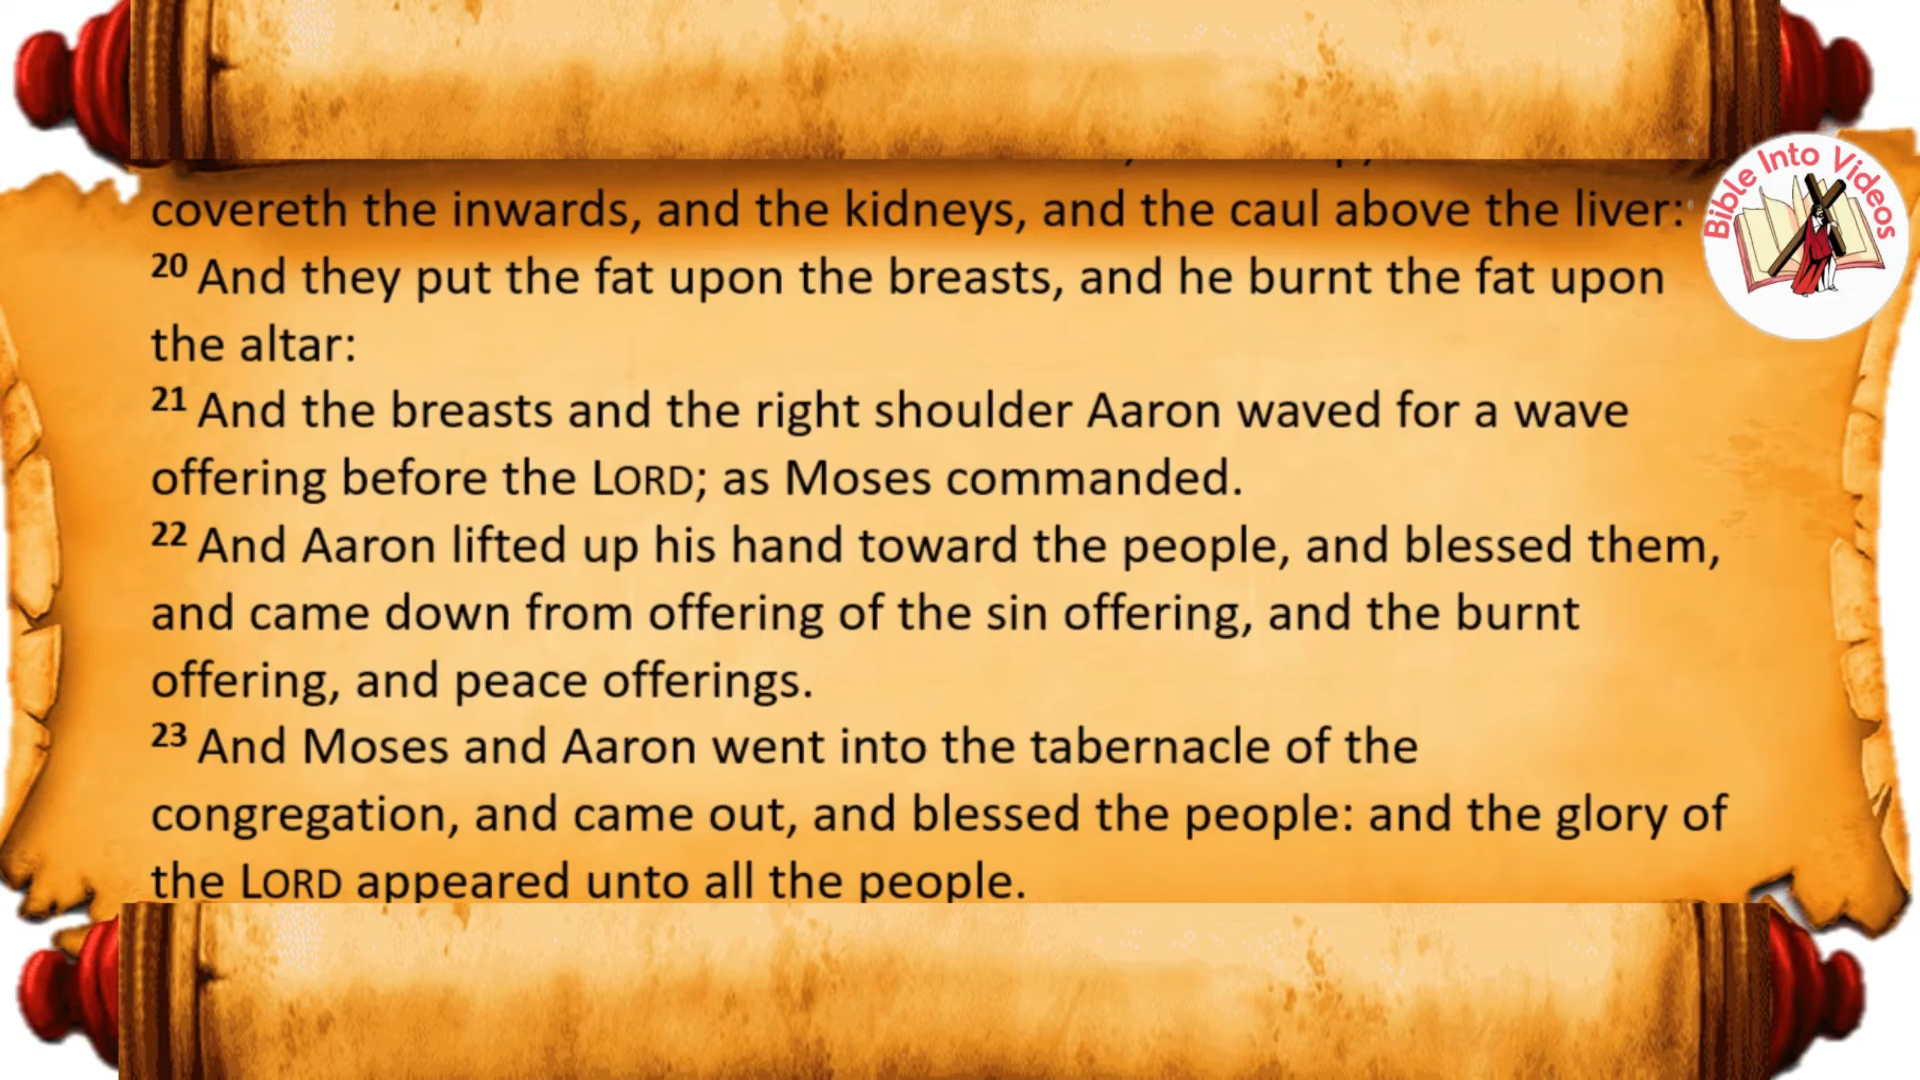 covereth the inwards, and the kidneys, and the caul above the liver:
20 And they put the fat upon the breasts, and he burnt the fat upon
the altar:
21 And the breasts and the right shoulder Aaron waved for a wave
offering before the LORD; as Moses commanded.
22 And Aaron lifted up his hand toward the people, and blessed them,
and came down from offering of the sin offering, and the burnt
offering, and peace offerings.
23 And Moses and Aaron went into the tabernacle of the
congregation, and came out, and blessed the people: and the glory of
the LORD appeared unto all the people.
Bible Into Videos